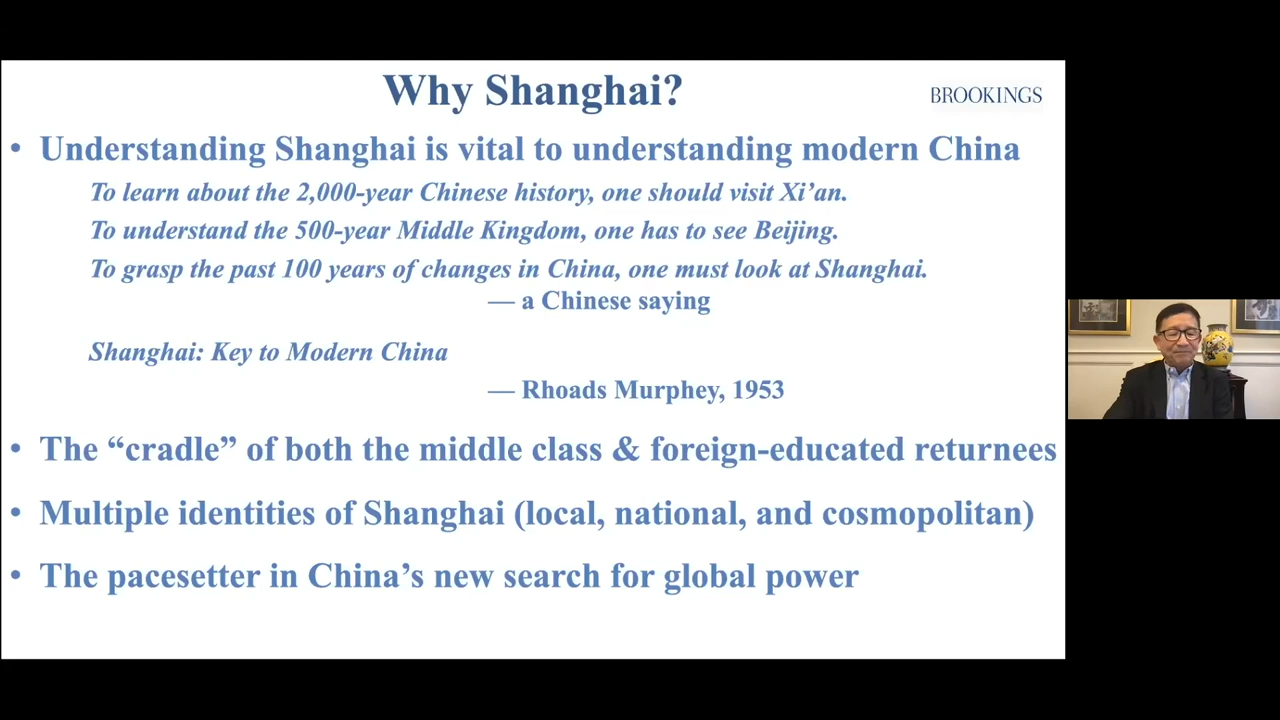 Why Shanghai?
BROOKINGS
• Understanding Shanghai is vital to understanding modern China
To learn about the 2,000-year Chinese history, one should visit Xi’an.
To understand the 500-year Middle Kingdom, one has to see Beijing.
To grasp the past 100 years of changes in China, one must look at Shanghai.
— a Chinese saying
Shanghai: Key to Modern China
— Rhoads Murphey, 1953
• The “cradle” of both the middle class & foreign-educated returnees
• Multiple identities of Shanghai (local, national, and cosmopolitan)
• The pacesetter in China’s new search for global power